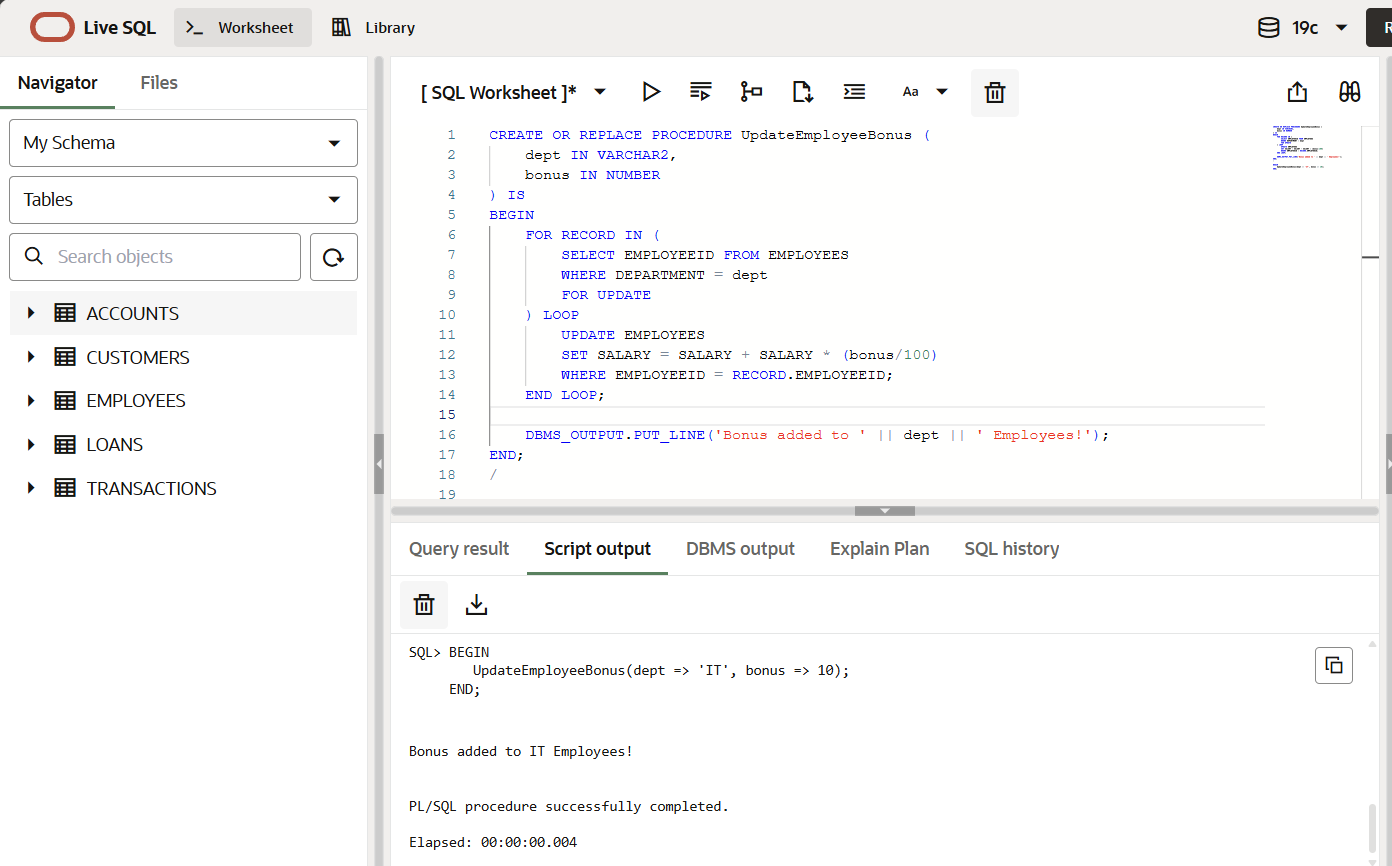 Live SQL
Worksheet
Library
19c
Navigator
Files
My Schema
Tables
Search objects
ACCOUNTS
CUSTOMERS
EMPLOYEES
LOANS
TRANSACTIONS
[ SQL Worksheet ]*
Aa
1 CREATE OR REPLACE PROCEDURE UpdateEmployeeBonus (
2     dept IN VARCHAR2,
3     bonus IN NUMBER
4 ) IS
5 BEGIN
6     FOR RECORD IN (
7         SELECT EMPLOYEEID FROM EMPLOYEES
8         WHERE DEPARTMENT = dept
9         FOR UPDATE
10     ) LOOP
11         UPDATE EMPLOYEES
12         SET SALARY = SALARY + SALARY * (bonus/100)
13         WHERE EMPLOYEEID = RECORD.EMPLOYEEID;
14     END LOOP;
15
16     DBMS_OUTPUT.PUT_LINE('Bonus added to ' || dept || ' Employees!');
17 END;
18 /
19
Query result
Script output
DBMS output
Explain Plan
SQL history
SQL> BEGIN
        UpdateEmployeeBonus(dept => 'IT', bonus => 10);
     END;
Bonus added to IT Employees!
PL/SQL procedure successfully completed.
Elapsed: 00:00:00.004